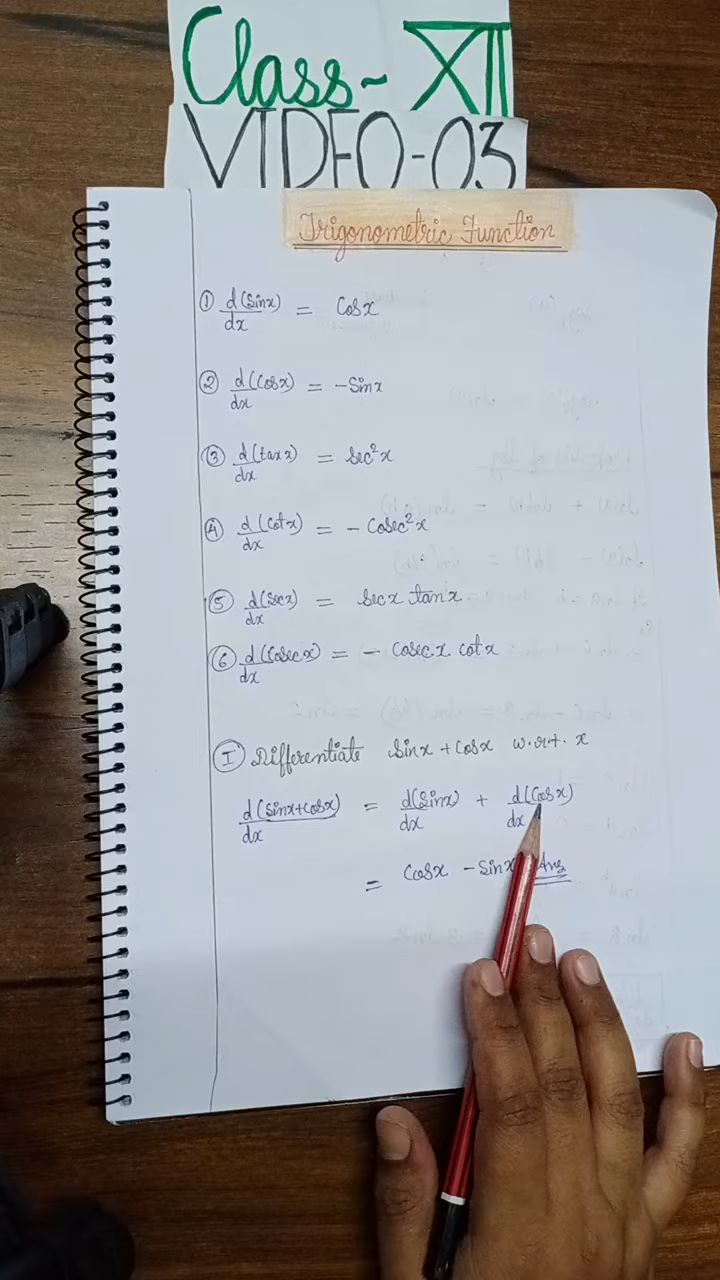 Class- XII
VIDEO-03
Trigonometric Function
① d(Sinx)/dx = Cosx
② d(Cosx)/dx = -Sinx
③ d(tanx)/dx = Sec²x
④ d(Cotx)/dx = - Cosec²x
⑤ d(secx)/dx = Secx tanx
⑥ d(Cosecx)/dx = - Cosecx cotx
Ⓘ Differentiate Sinx + Cosx w.r.t. x
d(Sinx+Cosx)/dx = d(Sinx)/dx + d(Cosx)/dx
= Cosx - Sinx Ans